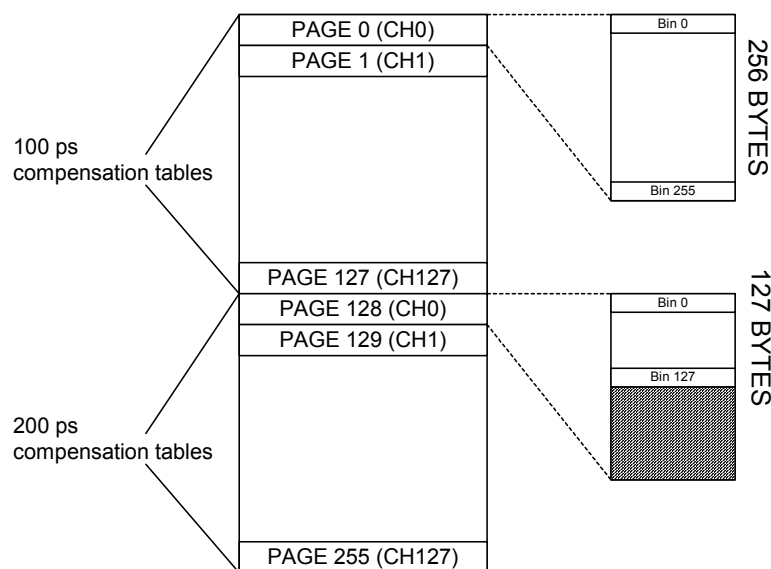 PAGE 0 (CH0)
PAGE 1 (CH1)
100 ps
compensation tables
PAGE 127 (CH127)
PAGE 128 (CH0)
PAGE 129 (CH1)
200 ps
compensation tables
PAGE 255 (CH127)
Bin 0
Bin 255
256 BYTES
Bin 0
Bin 127
127 BYTES